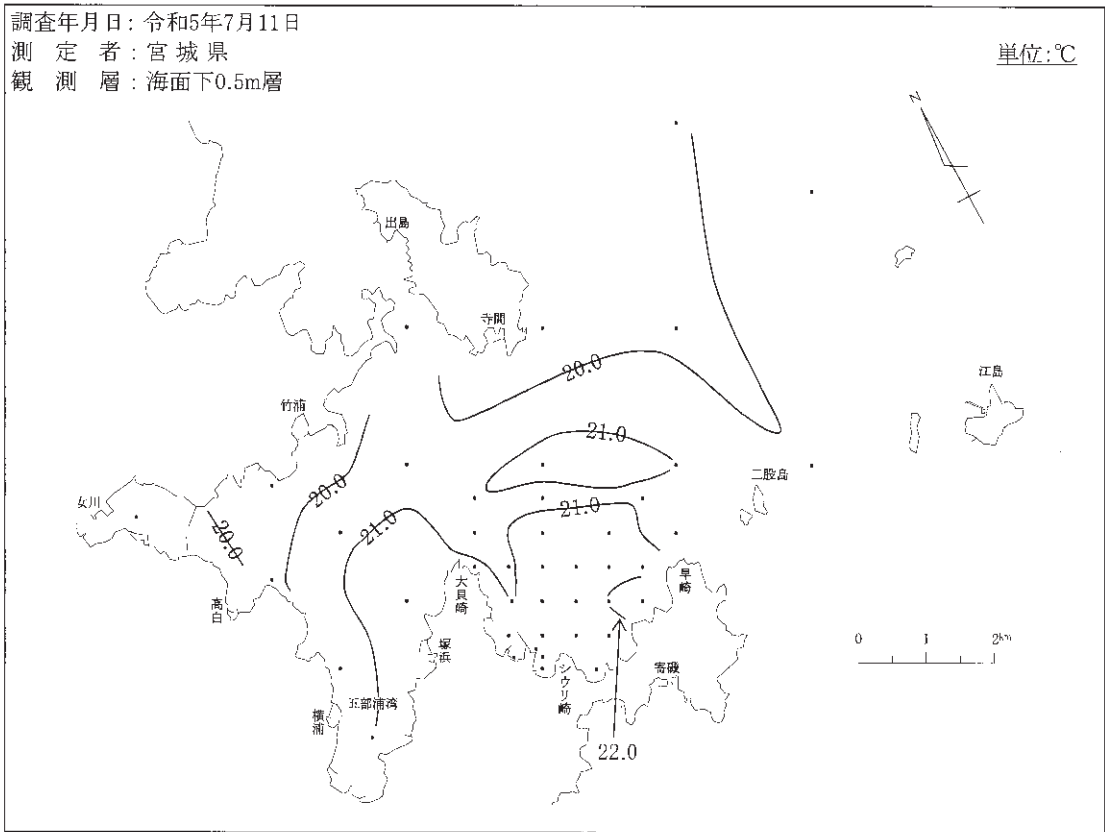 調査年月日：令和5年7月11日
測　定　者：宮城県
観　測　層：海面下0.5m層
単位:℃
N
出島
寺間
20.0
江島
竹浦
21.0
二股島
女川
20.0
20.0
21.0
21.0
高白
大貝崎
早崎
塚浜
シウリ崎
寄磯
五部浦湾
横浦
22.0
0 1 2km